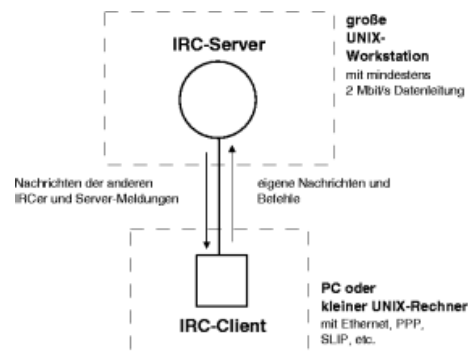 große
UNIX-
Workstation
mit mindestens
2 Mbit/s Datenleitung
IRC-Server
Nachrichten der anderen
IRCer und Server-Meldungen
eigene Nachrichten und
Befehle
PC oder
kleiner UNIX-Rechner
mit Ethernet, PPP,
SLIP, etc.
IRC-Client